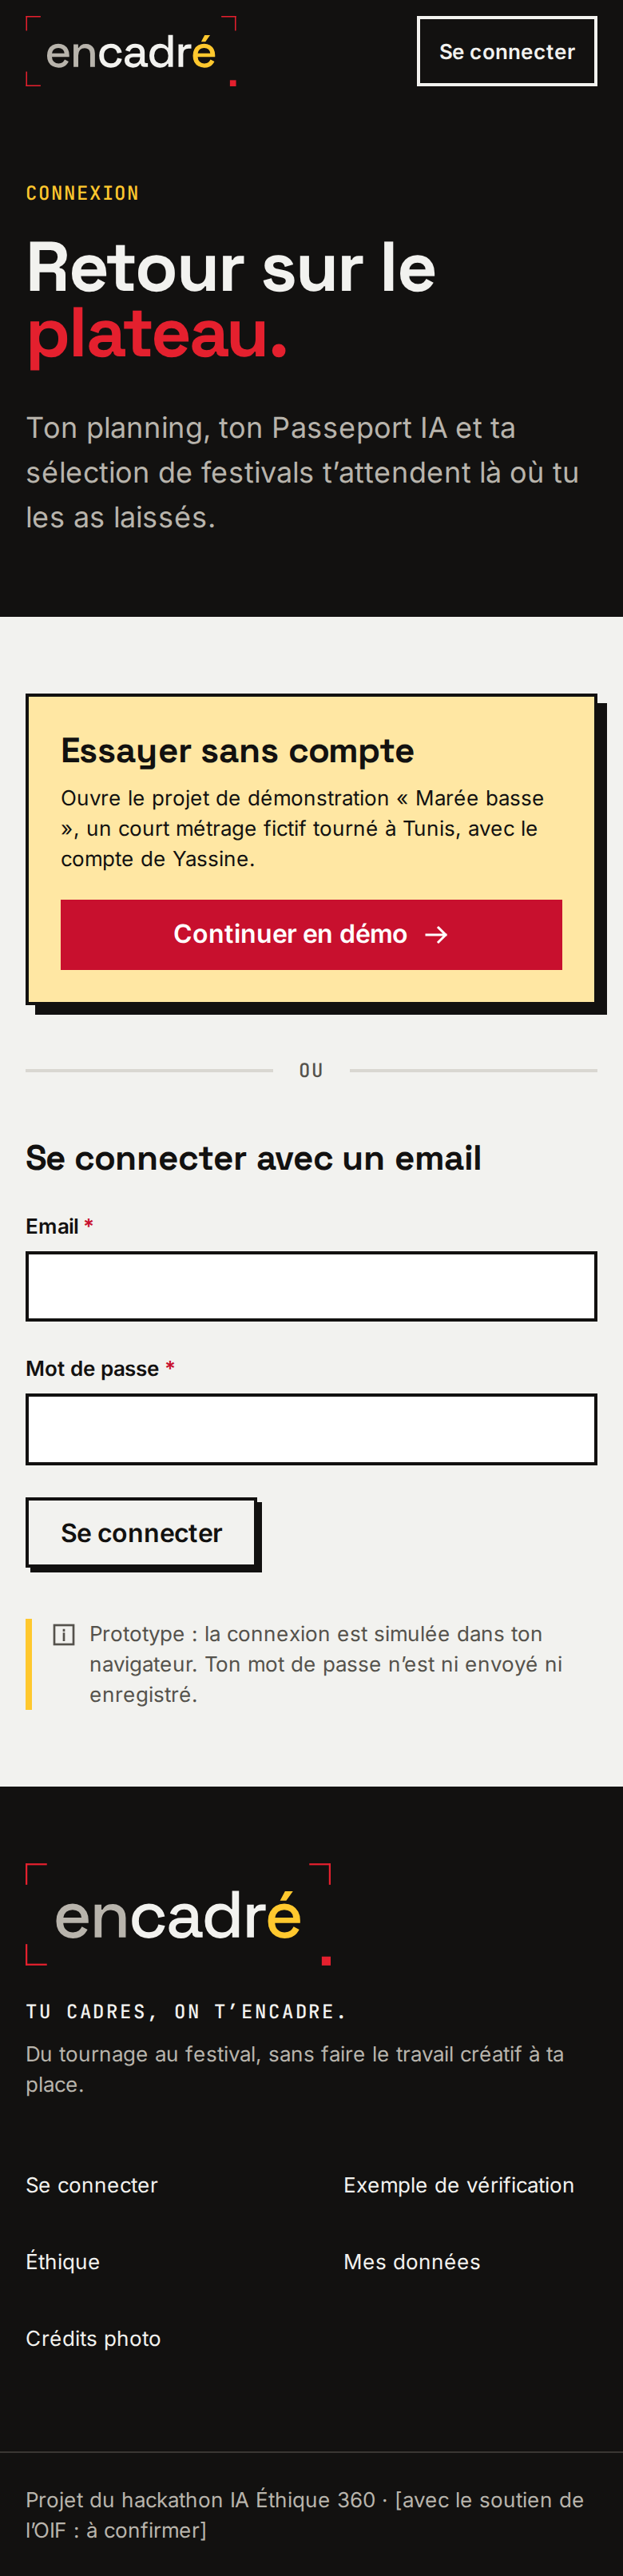 encadré
Se connecter
CONNEXION
Retour sur le
plateau.
Ton planning, ton Passeport IA et ta
sélection de festivals t’attendent là où tu
les as laissés.
Essayer sans compte
Ouvre le projet de démonstration « Marée basse
», un court métrage fictif tourné à Tunis, avec le
compte de Yassine.
Continuer en démo →
OU
Se connecter avec un email
Email *
Mot de passe *
Se connecter
Prototype : la connexion est simulée dans ton
navigateur. Ton mot de passe n’est ni envoyé ni
enregistré.
encadré
TU CADRES, ON T’ENCADRE.
Du tournage au festival, sans faire le travail créatif à ta
place.
Se connecter
Exemple de vérification
Éthique
Mes données
Crédits photo
Projet du hackathon IA Éthique 360 · [avec le soutien de
l’OIF : à confirmer]